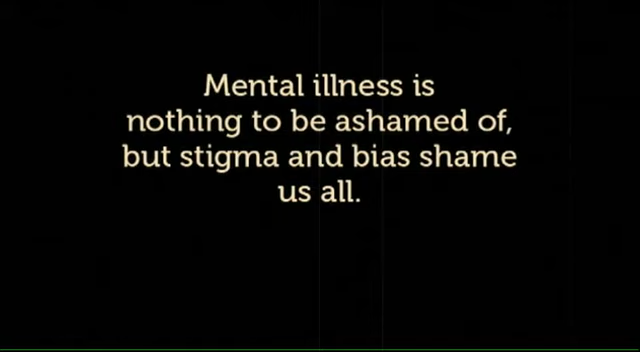 Mental illness is
nothing to be ashamed of,
but stigma and bias shame
us all.